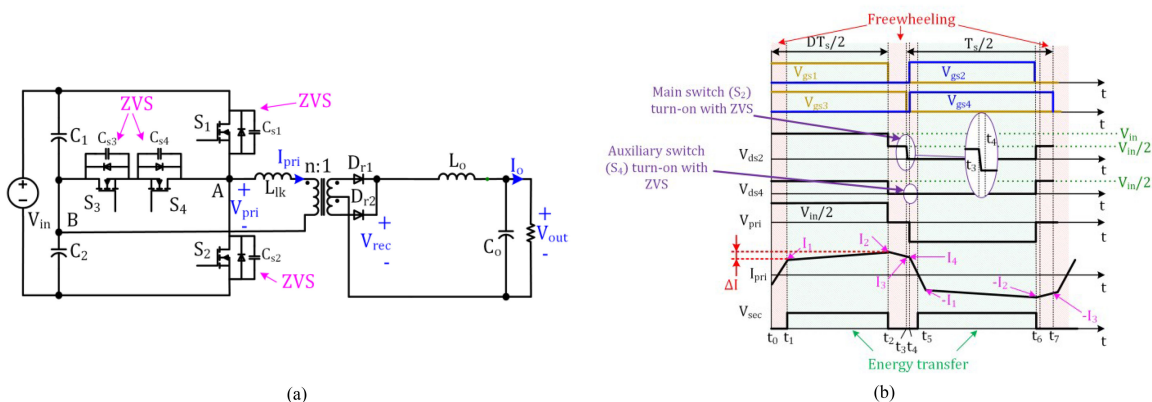 ZVS
ZVS
C1
Cs3
Cs4
S1
Cs1
Ipri
n:1
Dr1
Lo
Io
A
Llk
Vin
B
S3
S4
Vpri
Dr2
C2
Vrec
Co
Vout
S2
Cs2
ZVS
(a)
Freewheeling
DTs/2
Ts/2
Vgs1
Vgs2
t
Main switch (S2)
turn-on with ZVS
Vgs3
Vgs4
t
t4
Vin
Vin/2
Vds2
t3
t
Auxiliary switch
(S4) turn-on with
ZVS
Vin/2
Vds4
t
Vpri
Vin/2
t
I1
I2
I4
ΔI
Ipri
I3
-I1
-I2
-I3
t
Vsec
t0 t1 t2 t3 t4 t5 t6 t7 t
Energy transfer
(b)